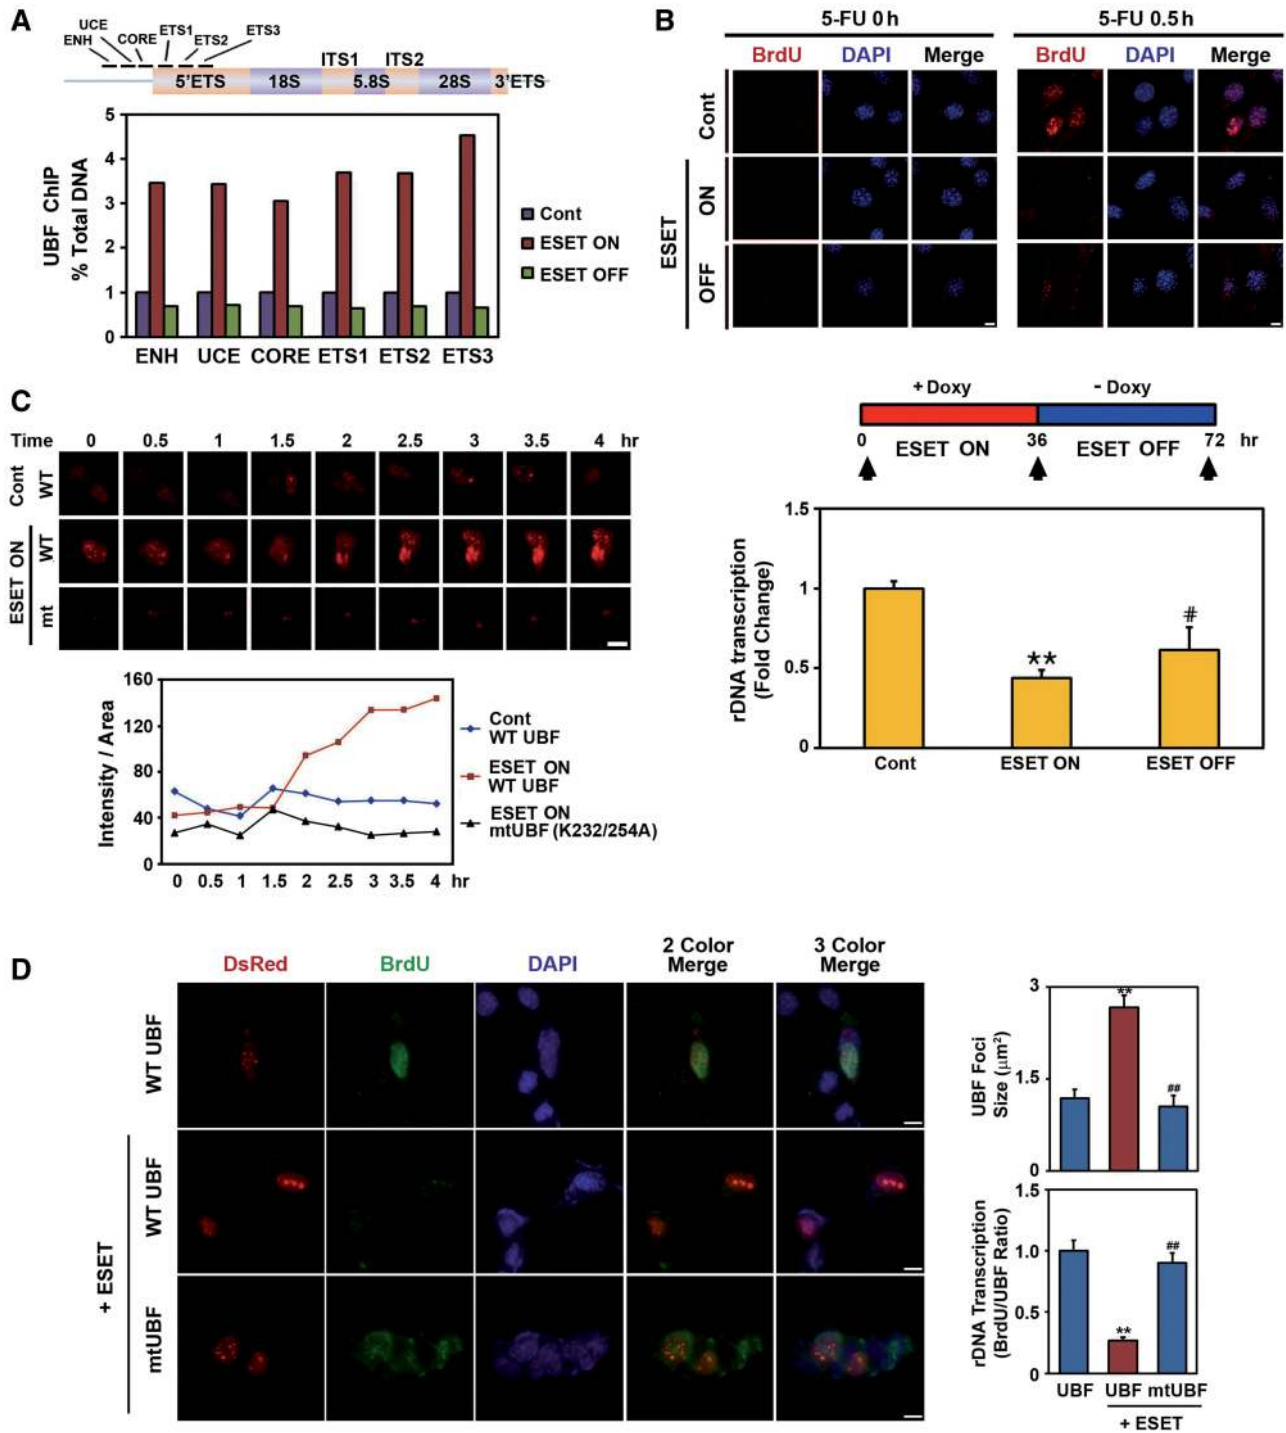 A
UCE
ENH
CORE
ETS1
ETS2
ETS3
ITS1 ITS2
5'ETS 18S 5.8S 28S 3'ETS
UBF ChIP
% Total DNA
5
4
3
2
1
0
ENH UCE CORE ETS1 ETS2 ETS3
Cont
ESET ON
ESET OFF
B
5-FU 0h 5-FU 0.5h
BrdU DAPI Merge BrdU DAPI Merge
Cont
ESET
ON
OFF
+Doxy - Doxy
0 36 72 hr
ESET ON ESET OFF
rDNA transcription
(Fold Change)
1.5
1
0.5
0
**
#
Cont ESET ON ESET OFF
C
Time 0 0.5 1 1.5 2 2.5 3 3.5 4 hr
Cont
WT
ESET ON
WT
mt
Intensity / Area
160
120
80
40
0
0 0.5 1 1.5 2 2.5 3 3.5 4 hr
Cont
WT UBF
ESET ON
WT UBF
ESET ON
mtUBF (K232/254A)
D
DsRed BrdU DAPI 2 Color Merge 3 Color Merge
WT UBF
+ ESET
WT UBF
mtUBF
UBF Foci
Size (μm²)
3
1.5
0
**
##
rDNA Transcription
(BrdU/UBF Ratio)
1.5
1.0
0.5
0
**
##
UBF UBF mtUBF
+ ESET